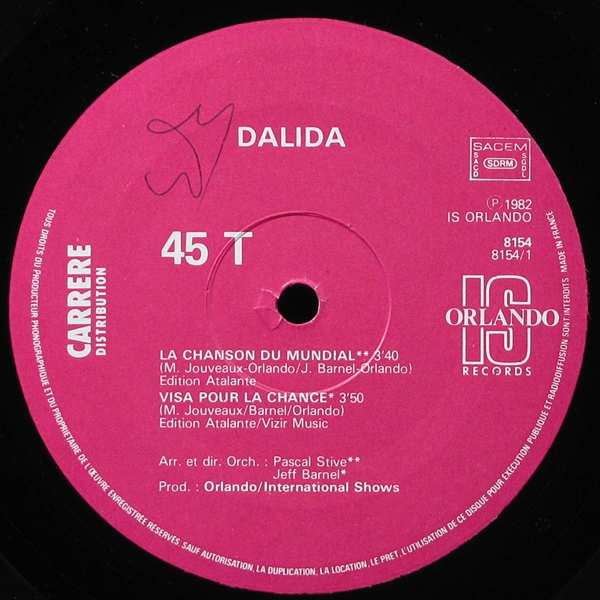 DALIDA
SACEM
SACD
SDRM
SGDL
℗ 1982
IS ORLANDO
45 T
8154
8154/1
CARRERE
DISTRIBUTION
IS
ORLANDO
RECORDS
LA CHANSON DU MUNDIAL** 3'40
(M. Jouveaux-Orlando/J. Barnel-Orlando)
Edition Atalante
VISA POUR LA CHANCE* 3'50
(M. Jouveaux/Barnel/Orlando)
Edition Atalante/Vizir Music
Arr. et dir. Orch. : Pascal Stive**
Jeff Barnel*
Prod. : Orlando/International Shows
TOUS DROITS DU PRODUCTEUR PHONOGRAPHIQUE ET DU PROPRIETAIRE DE L'ŒUVRE ENREGISTREE RESERVES. SAUF AUTORISATION, LA DUPLICATION, LA LOCATION, LE PRET, L'UTILISATION DE CE DISQUE POUR EXECUTION PUBLIQUE ET RADIODIFFUSION SONT INTERDITS. MADE IN FRANCE